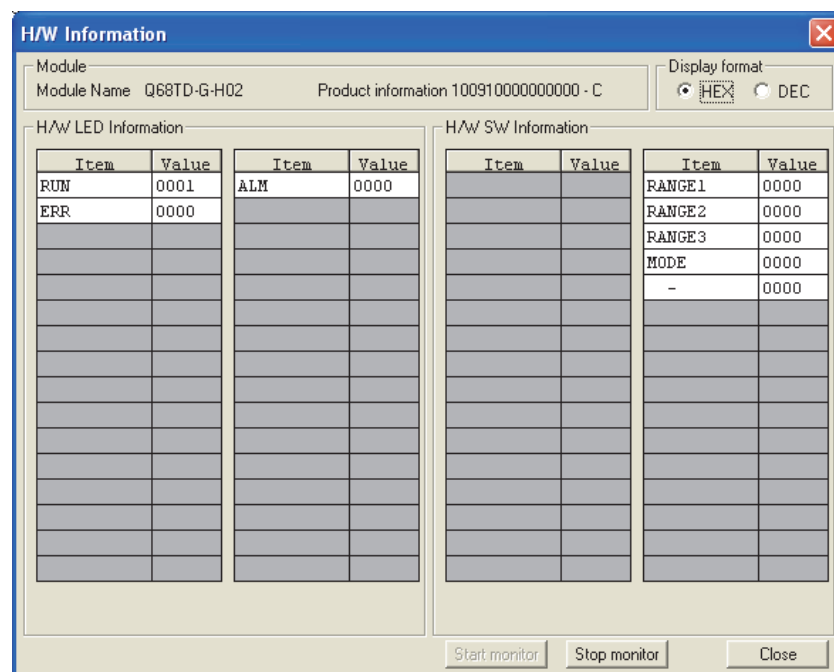 H/W Information
Module
Display format
Module Name Q68TD-G-H02 Product information 100910000000000 - C
HEX DEC
H/W LED Information
H/W SW Information
Item Value Item Value Item Value Item Value
RUN 0001 ALM 0000 RANGE1 0000
ERR 0000 RANGE2 0000
RANGE3 0000
MODE 0000
- 0000
Start monitor Stop monitor Close